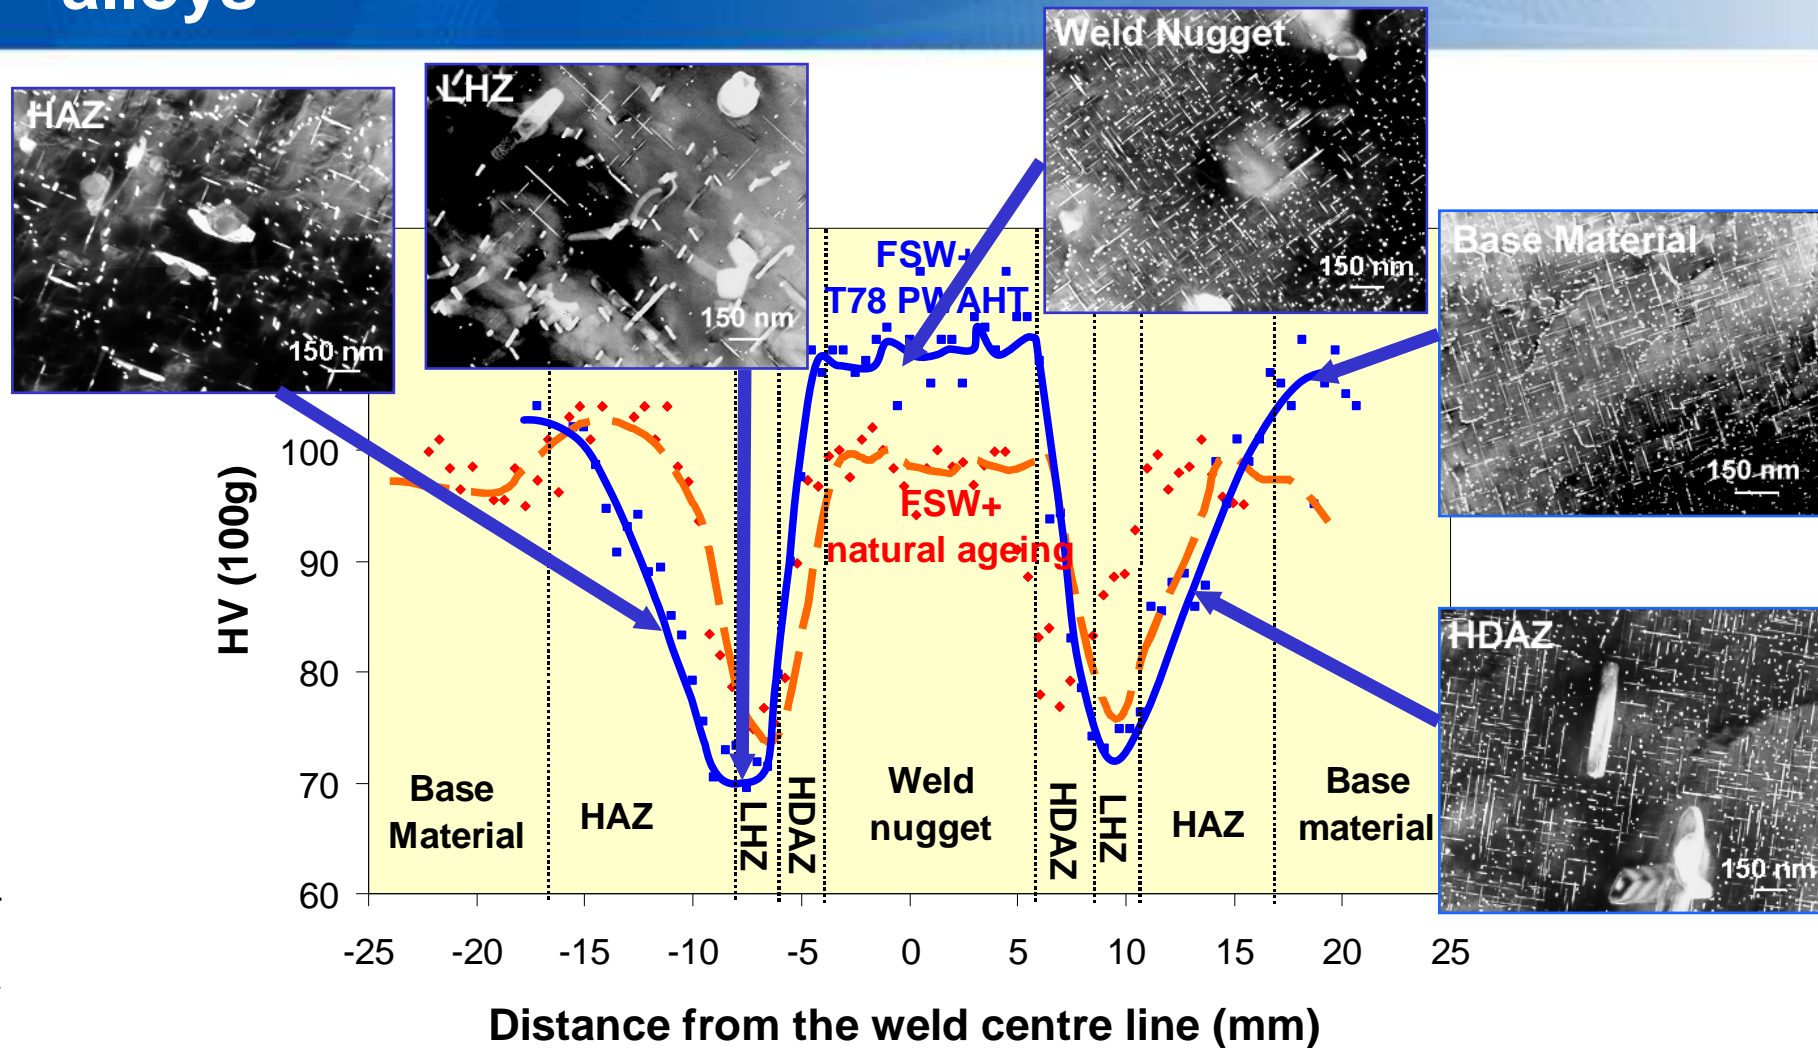 alloys
HAZ
150 nm
LHZ
150 nm
Weld Nugget
150 nm
Base Material
150 nm
HDAZ
150 nm
FSW+
T78 PWAHT
FSW+
natural ageing
HV (100g)
100
90
80
70
60
Base
Material
HAZ
LHZ
HDAZ
Weld
nugget
HDAZ
LHZ
HAZ
Base
material
-25 -20 -15 -10 -5 0 5 10 15 20 25
Distance from the weld centre line (mm)